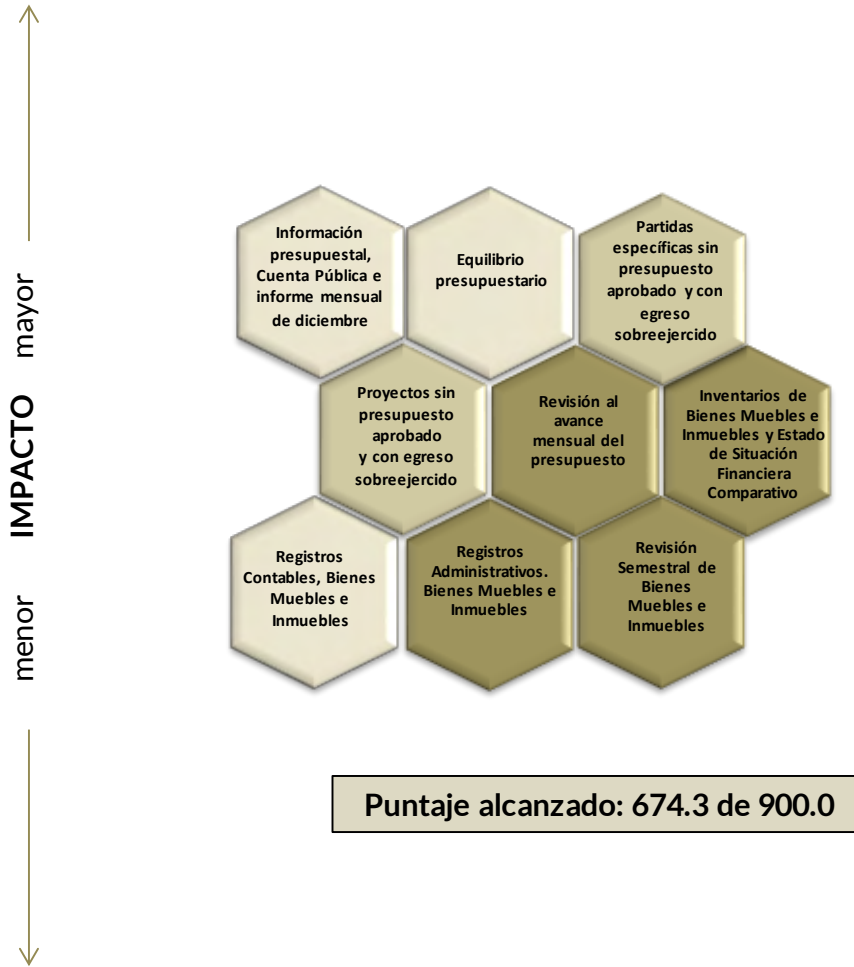 mayor
IMPACTO
menor
Información
presupuestal,
Cuenta Pública e
informe mensual
de diciembre
Equilibrio
presupuestario
Partidas
específicas sin
presupuesto
aprobado y con
egreso
sobreejercido
Proyectos sin
presupuesto
aprobado
y con egreso
sobreejercido
Revisión al
avance
mensual del
presupuesto
Inventarios de
Bienes Muebles e
Inmuebles y Estado
de Situación
Financiera
Comparativo
Registros
Contables, Bienes
Muebles e
Inmuebles
Registros
Administrativos.
Bienes Muebles e
Inmuebles
Revisión
Semestral de
Bienes
Muebles e
Inmuebles
Puntaje alcanzado: 674.3 de 900.0